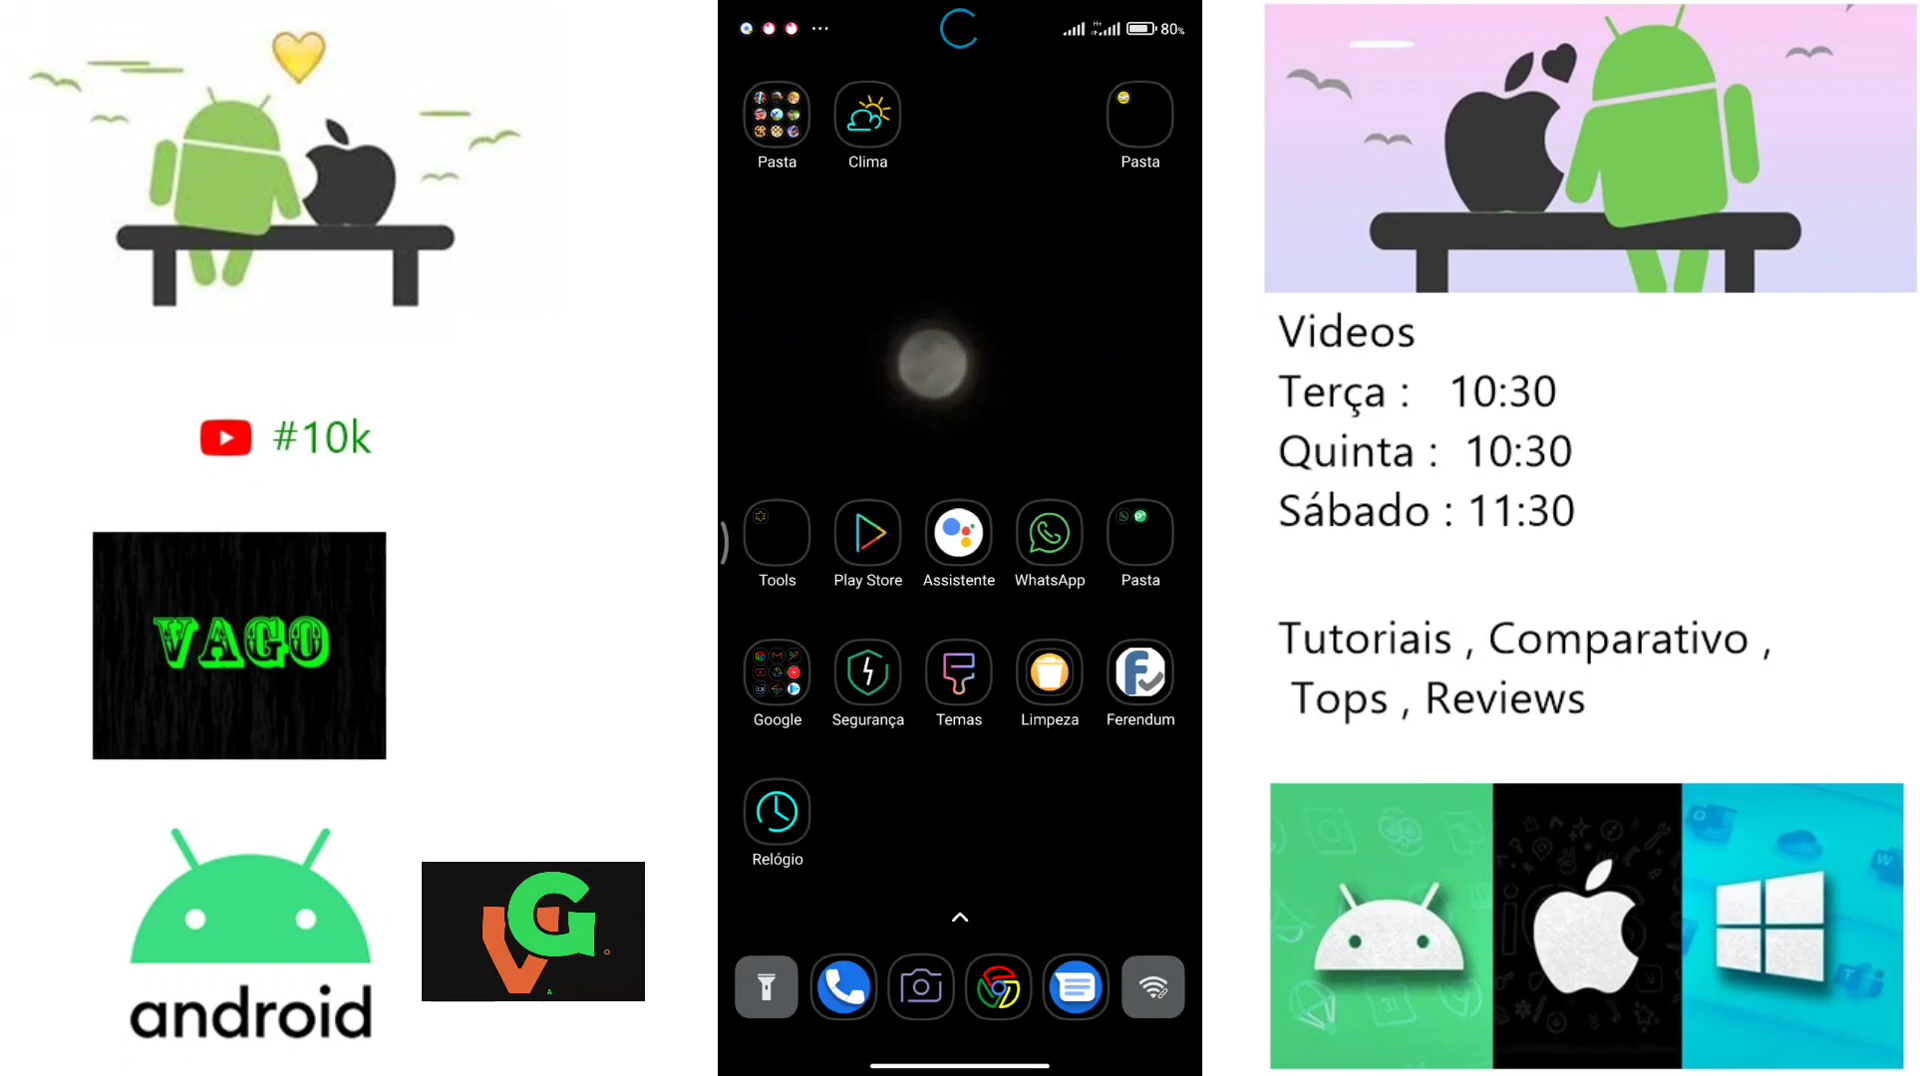 80%
Pasta
Clima
Pasta
#10k
Tools
Play Store
Assistente
WhatsApp
Pasta
Google
Segurança
Temas
Limpeza
Ferendum
Relógio
VAGO
android
VG
A
O
Videos
Terça : 10:30
Quinta : 10:30
Sábado : 11:30
Tutoriais , Comparativo ,
Tops , Reviews